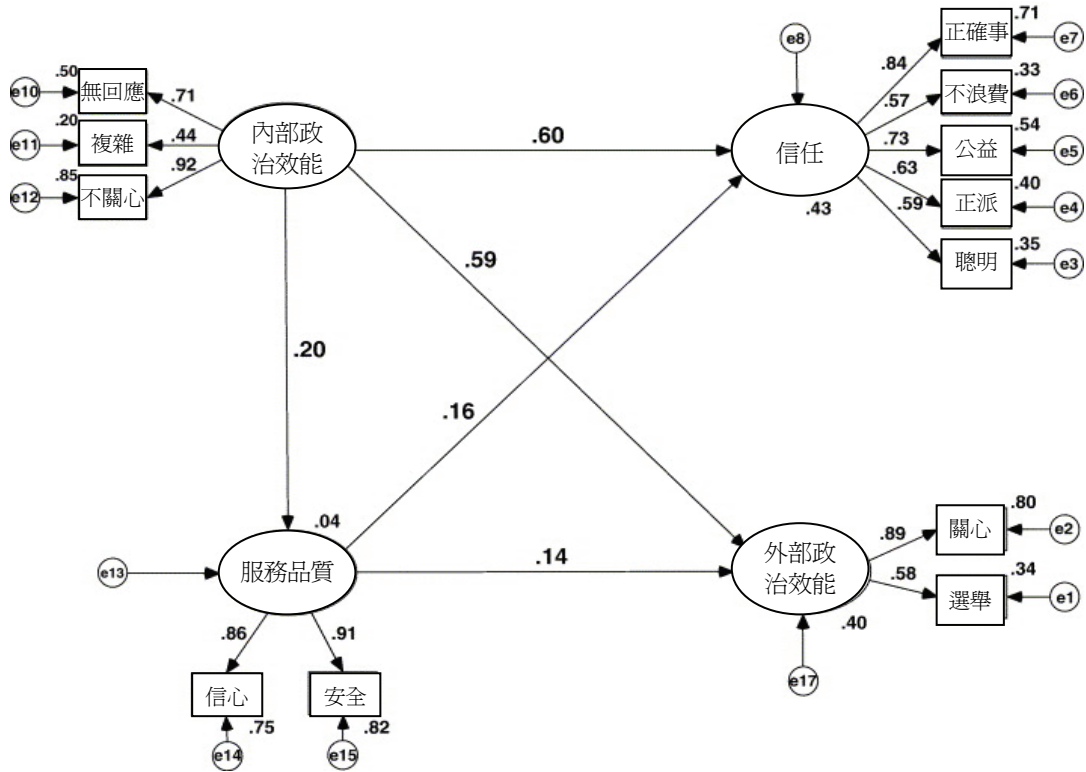 .50
e10
無回應
.71
.20
e11
複雜
.44
.85
e12
不關心
.92
內部政
治效能
.60
.59
.20
.16
e8
信任
.43
.84
正確事
.71
e7
.57
不浪費
.33
e6
.73
公益
.54
e5
.63
正派
.40
e4
.59
聰明
.35
e3
e13
.04
服務品質
.14
.86
.91
信心
.75
e14
安全
.82
e15
外部政
治效能
.40
e17
.89
關心
.80
e2
.58
選舉
.34
e1